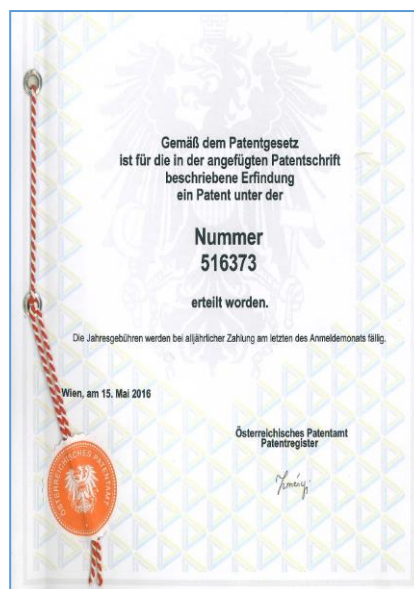 Gemäß dem Patentgesetz
ist für die in der angefügten Patentschrift
beschriebene Erfindung
ein Patent unter der
Nummer
516373
erteilt worden.
Die Jahresgebühren werden bei alljährlicher Zahlung am letzten des Anmeldemonats fällig.
Wien, am 15. Mai 2016
Österreichisches Patentamt
Patentregister
ÖSTERREICHISCHES PATENTAMT